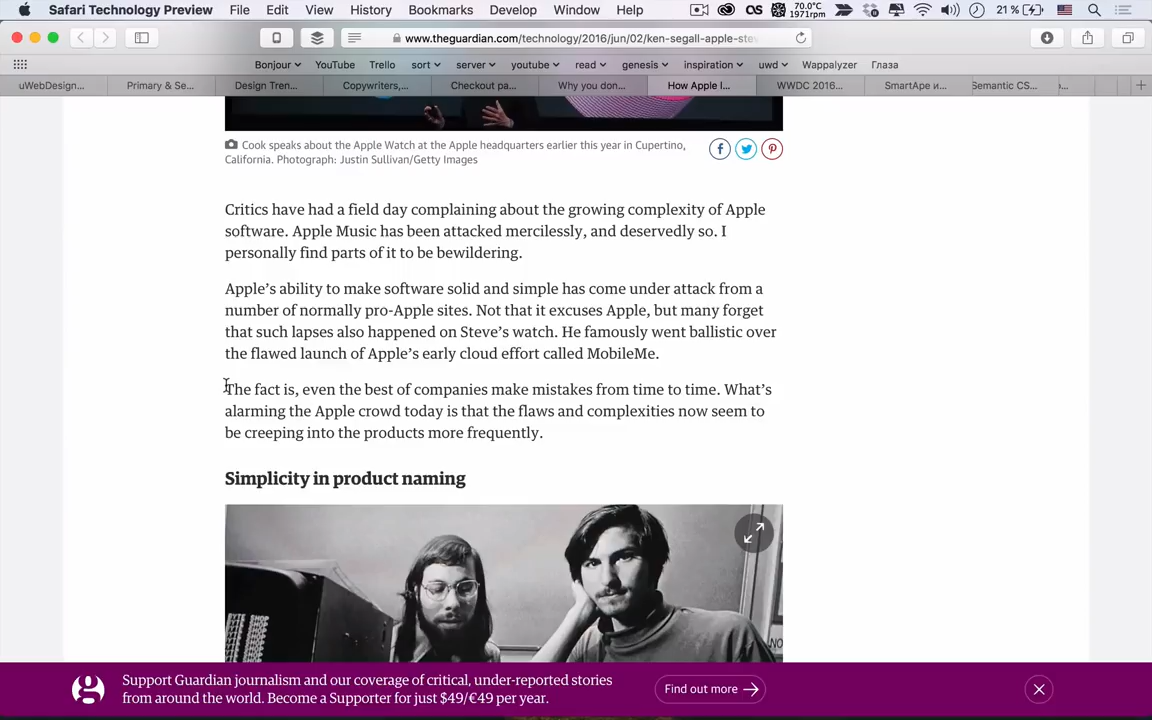 Safari Technology Preview File Edit View History Bookmarks Develop Window Help 70.0°C 1971rpm 21 %
www.theguardian.com/technology/2016/jun/02/ken-segall-apple-ste
Bonjour YouTube Trello sort server youtube read genesis inspiration uwd Wappalyzer Глаза
uWebDesign... Primary & Se... Design Tren... Copywriters,... Checkout pa... Why you don... How Apple l... WWDC 2016... SmartApe и... Semantic CS...
Cook speaks about the Apple Watch at the Apple headquarters earlier this year in Cupertino,
California. Photograph: Justin Sullivan/Getty Images
Critics have had a field day complaining about the growing complexity of Apple
software. Apple Music has been attacked mercilessly, and deservedly so. I
personally find parts of it to be bewildering.
Apple’s ability to make software solid and simple has come under attack from a
number of normally pro-Apple sites. Not that it excuses Apple, but many forget
that such lapses also happened on Steve’s watch. He famously went ballistic over
the flawed launch of Apple’s early cloud effort called MobileMe.
The fact is, even the best of companies make mistakes from time to time. What’s
alarming the Apple crowd today is that the flaws and complexities now seem to
be creeping into the products more frequently.
Simplicity in product naming
BYTE SHOP
Support Guardian journalism and our coverage of critical, under-reported stories
from around the world. Become a Supporter for just $49/€49 per year.
Find out more